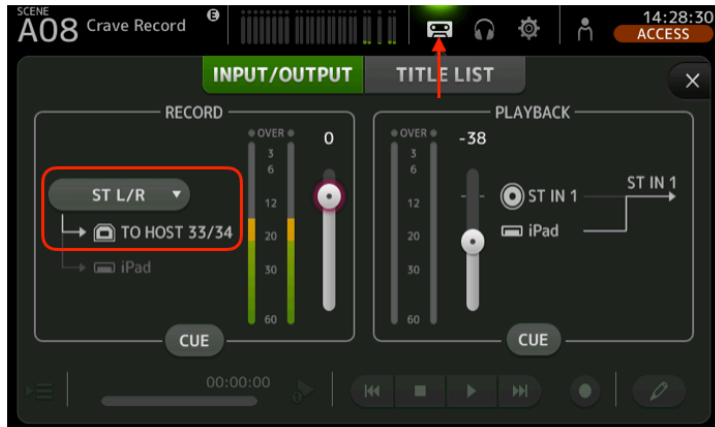 SCENE
A08 Crave Record E
14:28:30
ACCESS
INPUT/OUTPUT
TITLE LIST
RECORD
OVER
0
3
6
12
20
30
60
ST L/R
TO HOST 33/34
iPad
CUE
PLAYBACK
OVER
-38
3
6
12
20
30
60
ST IN 1
ST IN 1
iPad
CUE
00:00:00